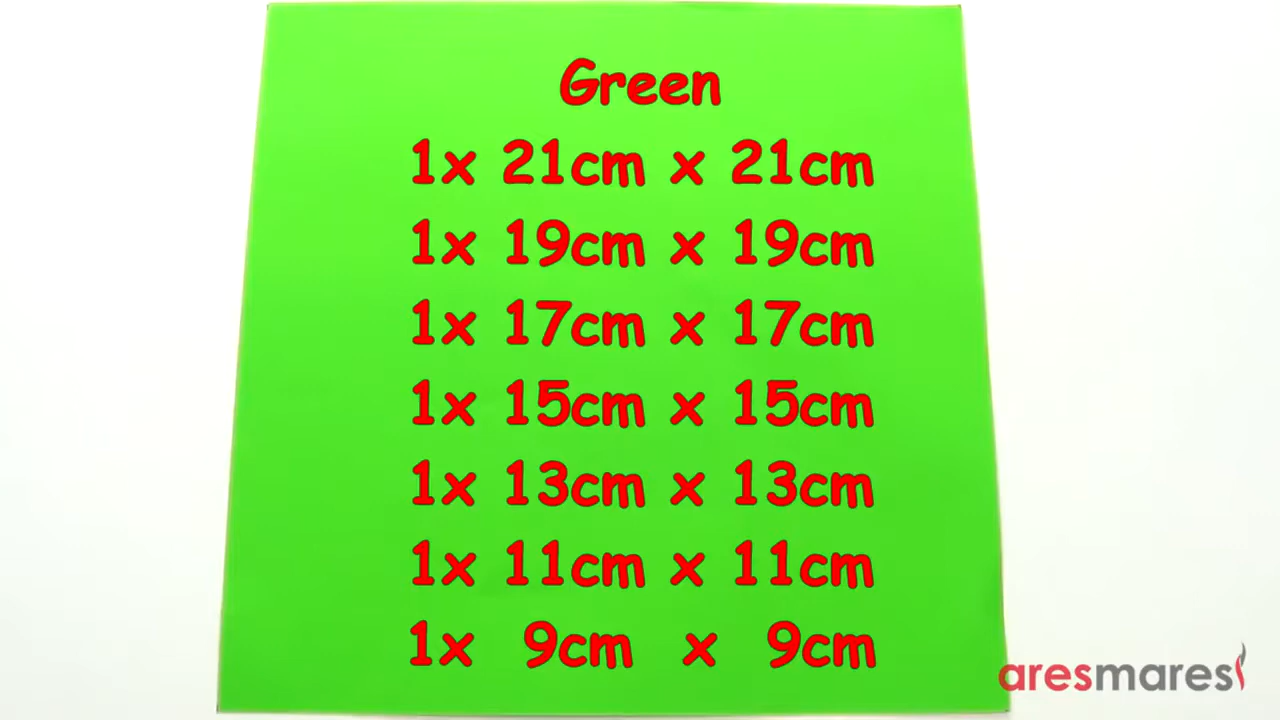 Green
1x 21cm x 21cm
1x 19cm x 19cm
1x 17cm x 17cm
1x 15cm x 15cm
1x 13cm x 13cm
1x 11cm x 11cm
1x 9cm x 9cm
aresmares